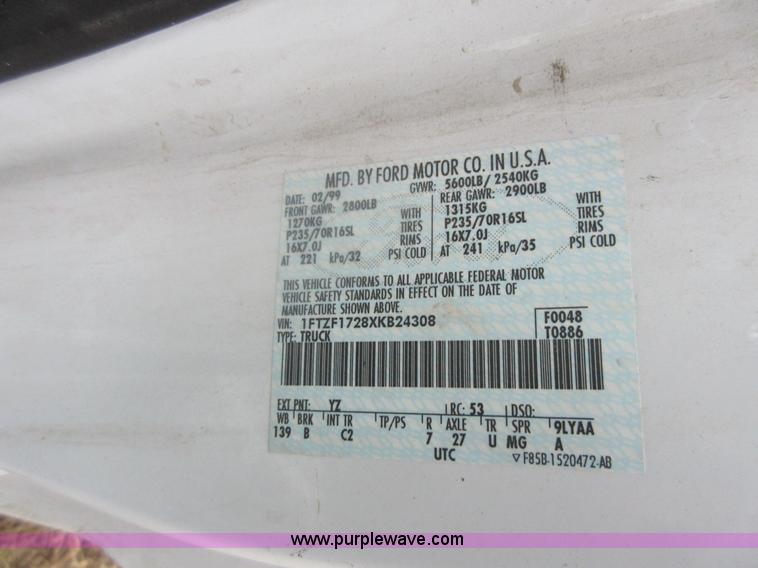 MFD. BY FORD MOTOR CO. IN U.S.A.
DATE: 02/99 GVWR: 5600LB/ 2540KG
FRONT GAWR: 2800LB REAR GAWR: 2900LB
1270KG WITH 1315KG WITH
P235/70R16SL TIRES P235/70R16SL TIRES
16X7.0J RIMS 16X7.0J RIMS
AT 221 kPa/32 PSI COLD AT 241 kPa/35 PSI COLD
THIS VEHICLE CONFORMS TO ALL APPLICABLE FEDERAL MOTOR
VEHICLE SAFETY STANDARDS IN EFFECT ON THE DATE OF
MANUFACTURE SHOWN ABOVE.
VIN: 1FTZF1728XKB24308 F0048
TYPE: TRUCK T0886
EXT PNT: YZ RC: 53 DSO:
WB BRK INT TR TP/PS R AXLE TR SPR 9LYAA
139 B C2 7 27 U MG A
UTC ▽ F85B-1520472-AB
www.purplewave.com